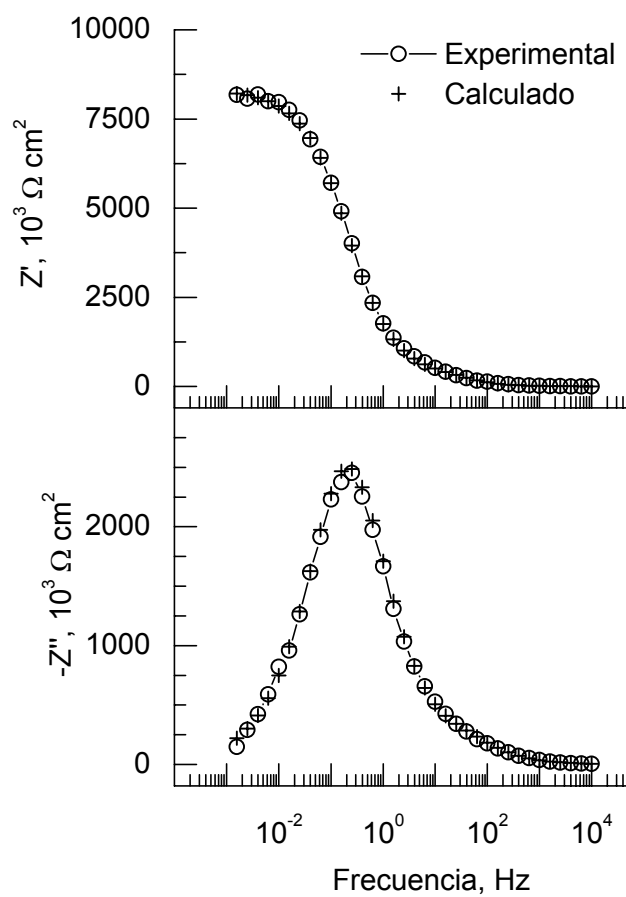 10000
Experimental
Calculado
7500
5000
2500
0
Z', 10³ Ω cm²
2000
1000
0
-Z", 10³ Ω cm²
10⁻² 10⁰ 10² 10⁴
Frecuencia, Hz